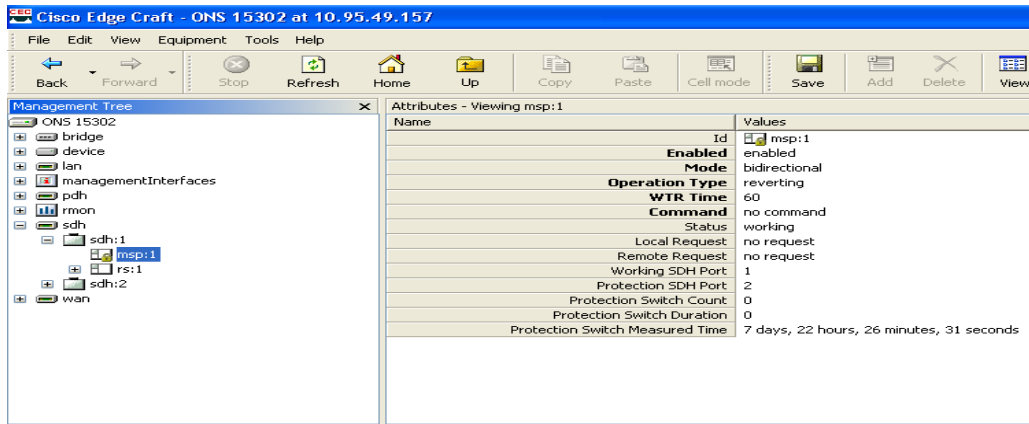 Cisco Edge Craft - ONS 15302 at 10.95.49.157
File Edit View Equipment Tools Help
Back Forward Stop Refresh Home Up Copy Paste Cell mode Save Add Delete View
Management Tree
Attributes - Viewing msp:1
ONS 15302
bridge
device
lan
managementInterfaces
pdh
rmon
sdh
sdh:1
msp:1
rs:1
sdh:2
wan
Name Values
Id msp:1
Enabled enabled
Mode bidirectional
Operation Type reverting
WTR Time 60
Command no command
Status working
Local Request no request
Remote Request no request
Working SDH Port 1
Protection SDH Port 2
Protection Switch Count 0
Protection Switch Duration 0
Protection Switch Measured Time 7 days, 22 hours, 26 minutes, 31 seconds